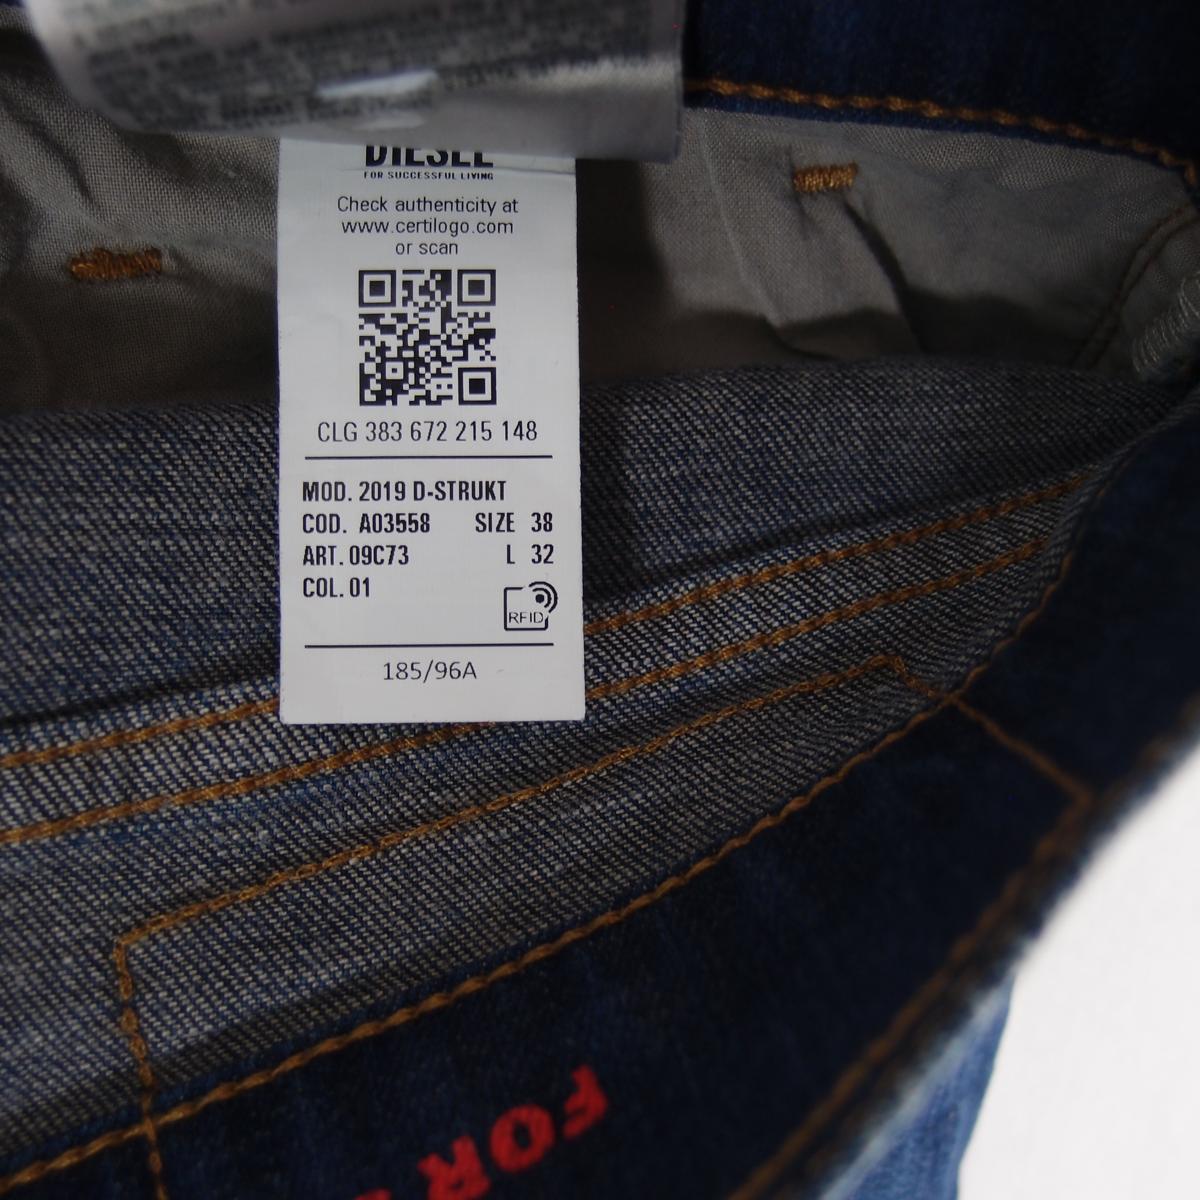 DIESEL
FOR SUCCESSFUL LIVING
Check authenticity at
www.certilogo.com
or scan
CLG 383 672 215 148
MOD. 2019 D-STRUKT
COD. A03558 SIZE 38
ART. 09C73 L 32
COL. 01
RFID
185/96A
FOR